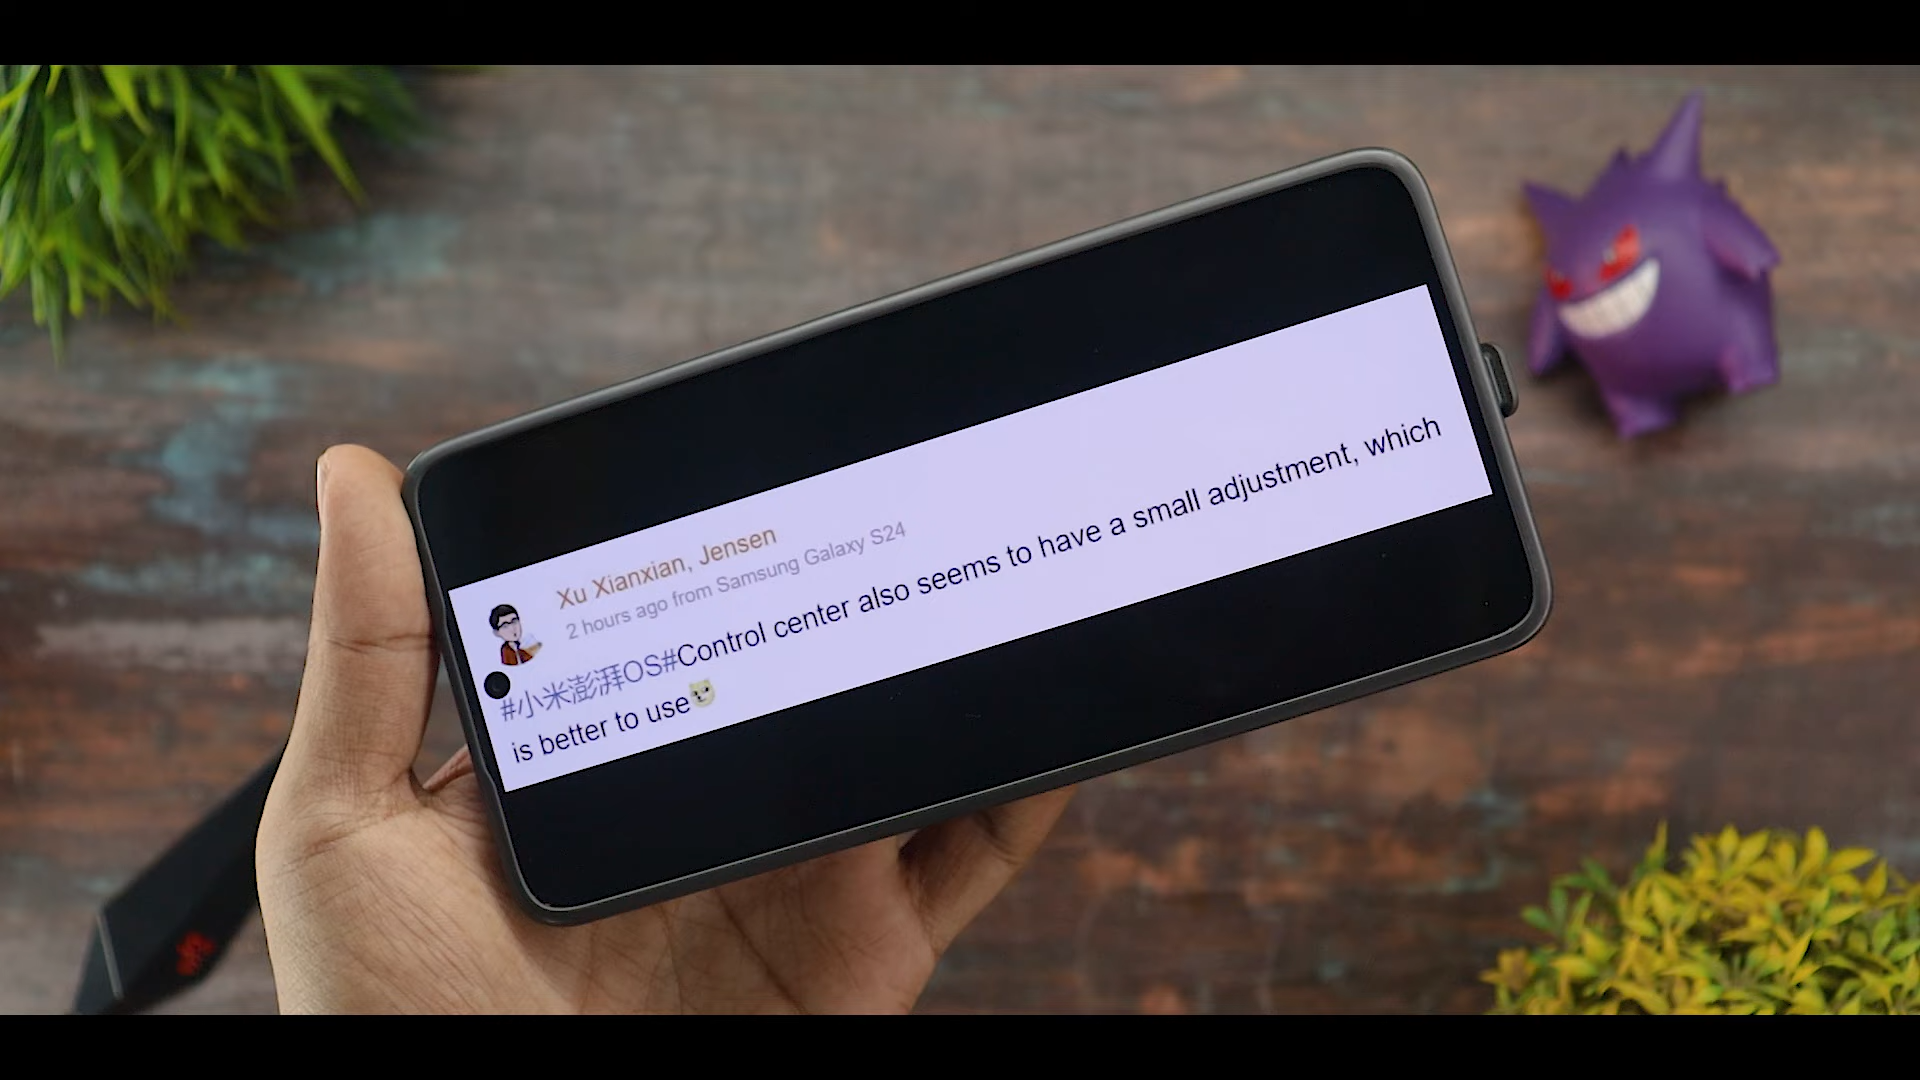 Xu Xianxian, Jensen
2 hours ago from Samsung Galaxy S24
#小米澎湃OS#Control center also seems to have a small adjustment, which
is better to use